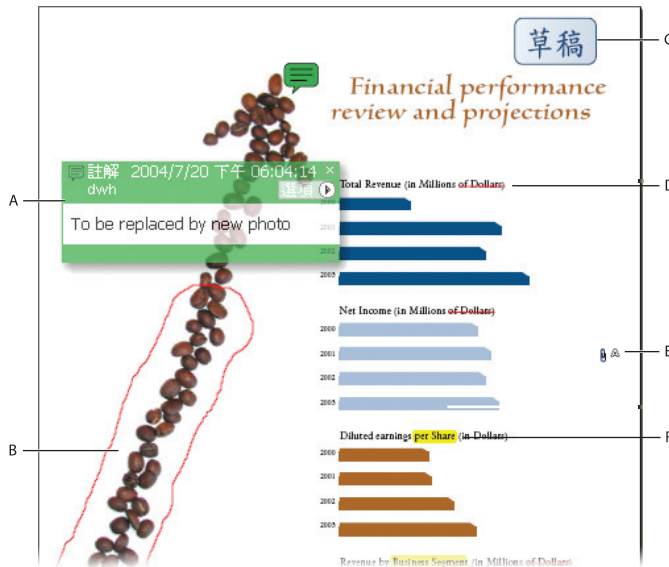 草稿
C
Financial performance
review and projections
註解 2004/7/20 下午 06:04:14
dwh
選項
A
To be replaced by new photo
Total Revenue (in Millions of Dollars)
D
2001
2002
2003
Net Income (in Millions of Dollars)
2000
2001
A
E
2002
2003
B
Diluted earnings per Share (in Dollars)
F
2000
2001
2002
2003
Revenue by Business Segment (in Millions of Dollars)